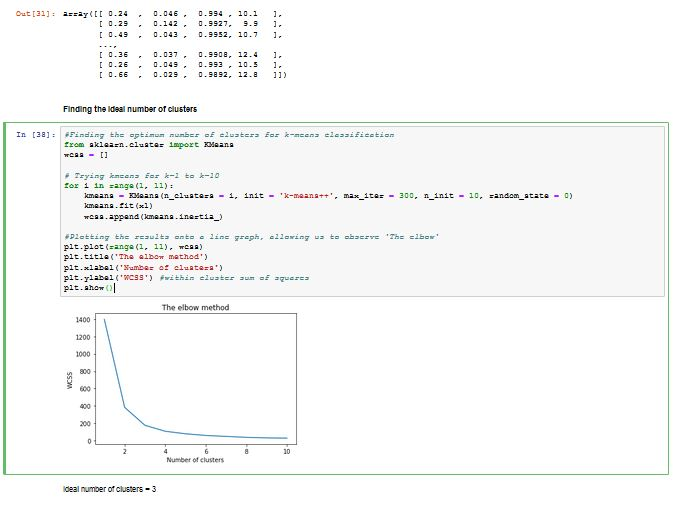 Out[31]: array([[ 0.24 , 0.046 , 0.994 , 10.1 ],
[ 0.29 , 0.142 , 0.9927, 9.9 ],
[ 0.49 , 0.043 , 0.9952, 10.7 ],
...,
[ 0.36 , 0.037 , 0.9908, 12.4 ],
[ 0.26 , 0.049 , 0.993 , 10.5 ],
[ 0.66 , 0.029 , 0.9892, 12.8 ]])
Finding the ideal number of clusters
In [38]: #Finding the optimum number of clusters for k-means classification
from sklearn.cluster import KMeans
wcss = []
# Trying kmeans for k=1 to k=10
for i in range(1, 11):
kmeans = KMeans(n_clusters = i, init = 'k-means++', max_iter = 300, n_init = 10, random_state = 0)
kmeans.fit(x1)
wcss.append(kmeans.inertia_)
#Plotting the results onto a line graph, allowing us to observe 'The elbow'
plt.plot(range(1, 11), wcss)
plt.title('The elbow method')
plt.xlabel('Number of clusters')
plt.ylabel('WCSS') #within cluster sum of squares
plt.show()
The elbow method
1400
1200
1000
800
600
400
200
0
WCSS
2 4 6 8 10
Number of clusters
Ideal number of clusters = 3